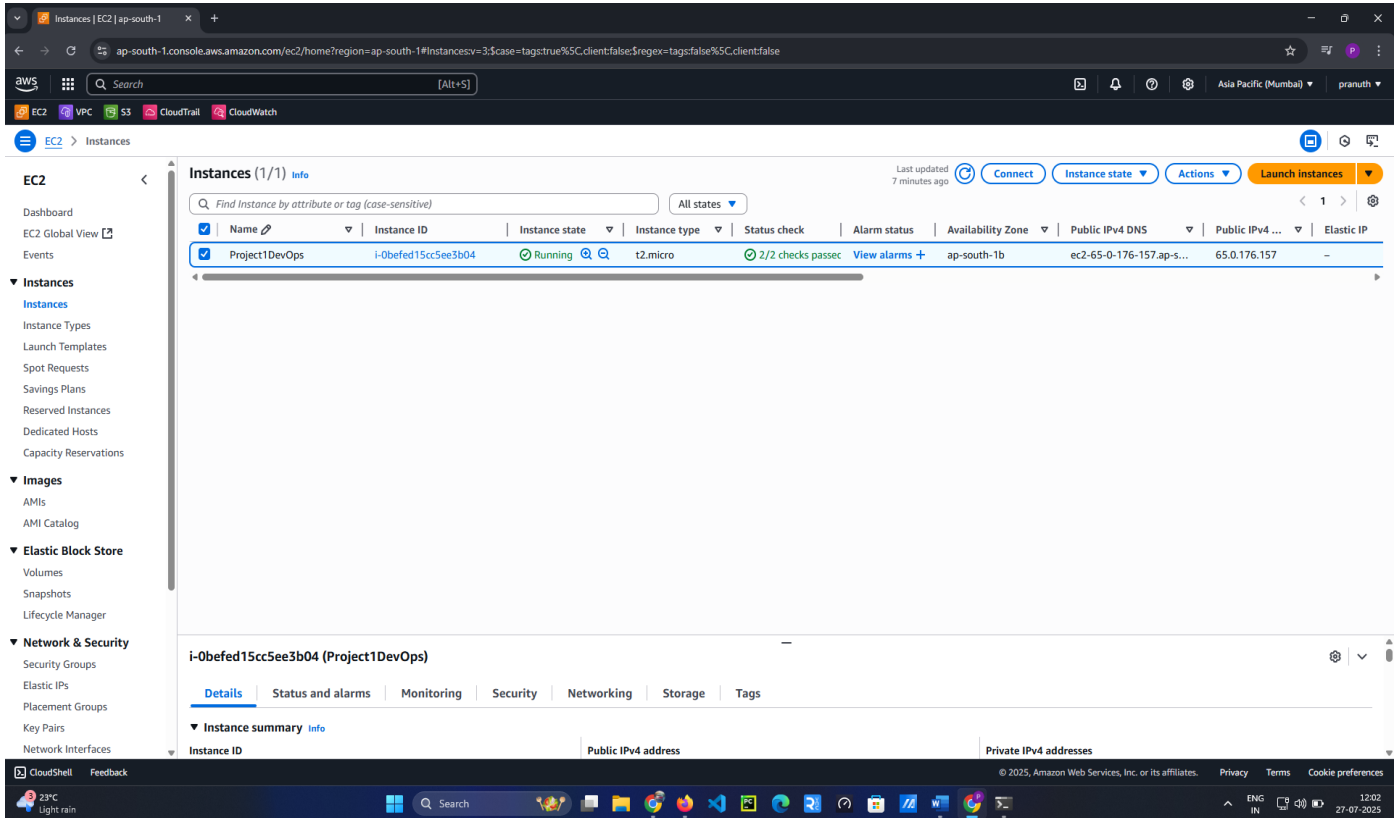 Instances | EC2 | ap-south-1
ap-south-1.console.aws.amazon.com/ec2/home?region=ap-south-1#Instances:v=3;$case=tags:true%5C,client:false;$regex=tags:false%5C,client:false
P
aws Search [Alt+S] Asia Pacific (Mumbai) pranuth
EC2 VPC S3 CloudTrail CloudWatch
EC2 > Instances
EC2
Dashboard
EC2 Global View
Events
Instances
Instances
Instance Types
Launch Templates
Spot Requests
Savings Plans
Reserved Instances
Dedicated Hosts
Capacity Reservations
Images
AMIs
AMI Catalog
Elastic Block Store
Volumes
Snapshots
Lifecycle Manager
Network & Security
Security Groups
Elastic IPs
Placement Groups
Key Pairs
Network Interfaces
Instances (1/1) Info
Last updated
7 minutes ago
Connect Instance state Actions Launch instances
Find Instance by attribute or tag (case-sensitive) All states 1
Name Instance ID Instance state Instance type Status check Alarm status Availability Zone Public IPv4 DNS Public IPv4 ... Elastic IP
Project1DevOps i-0befed15cc5ee3b04 Running t2.micro 2/2 checks passec View alarms + ap-south-1b ec2-65-0-176-157.ap-s... 65.0.176.157 –
i-0befed15cc5ee3b04 (Project1DevOps)
Details Status and alarms Monitoring Security Networking Storage Tags
Instance summary Info
Instance ID Public IPv4 address Private IPv4 addresses
CloudShell Feedback © 2025, Amazon Web Services, Inc. or its affiliates. Privacy Terms Cookie preferences
3 23°C
Light rain
Search
ENG
IN
12:02
27-07-2025